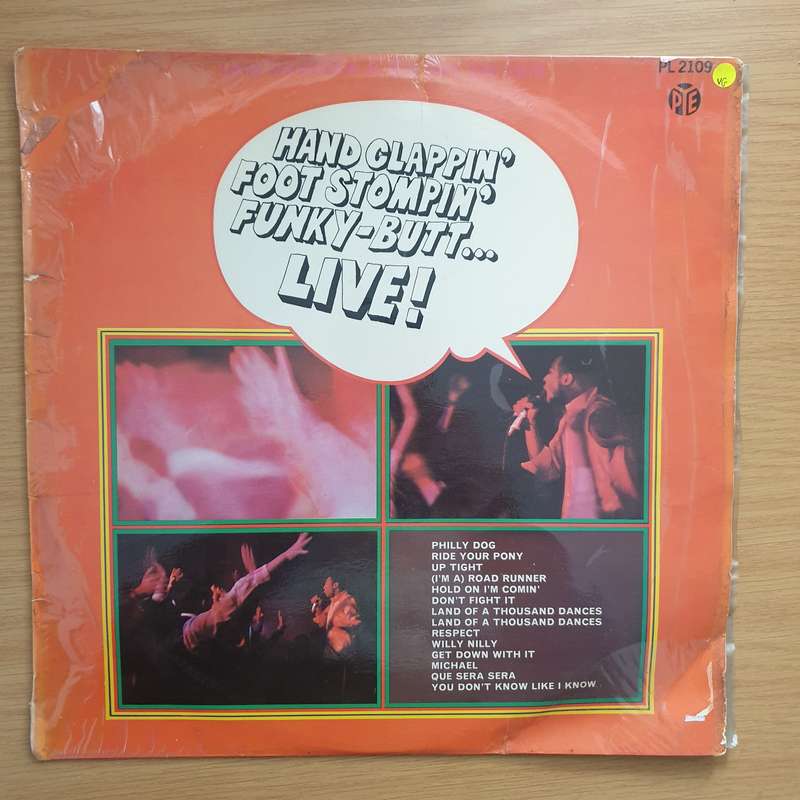 PL 2109
VG
PYE
HAND CLAPPIN'
FOOT STOMPIN'
FUNKY-BUTT...
LIVE!
PHILLY DOG
RIDE YOUR PONY
UP TIGHT
(I'M A) ROAD RUNNER
HOLD ON I'M COMIN'
DON'T FIGHT IT
LAND OF A THOUSAND DANCES
LAND OF A THOUSAND DANCES
RESPECT
WILLY NILLY
GET DOWN WITH IT
MICHAEL
QUE SERA SERA
YOU DON'T KNOW LIKE I KNOW